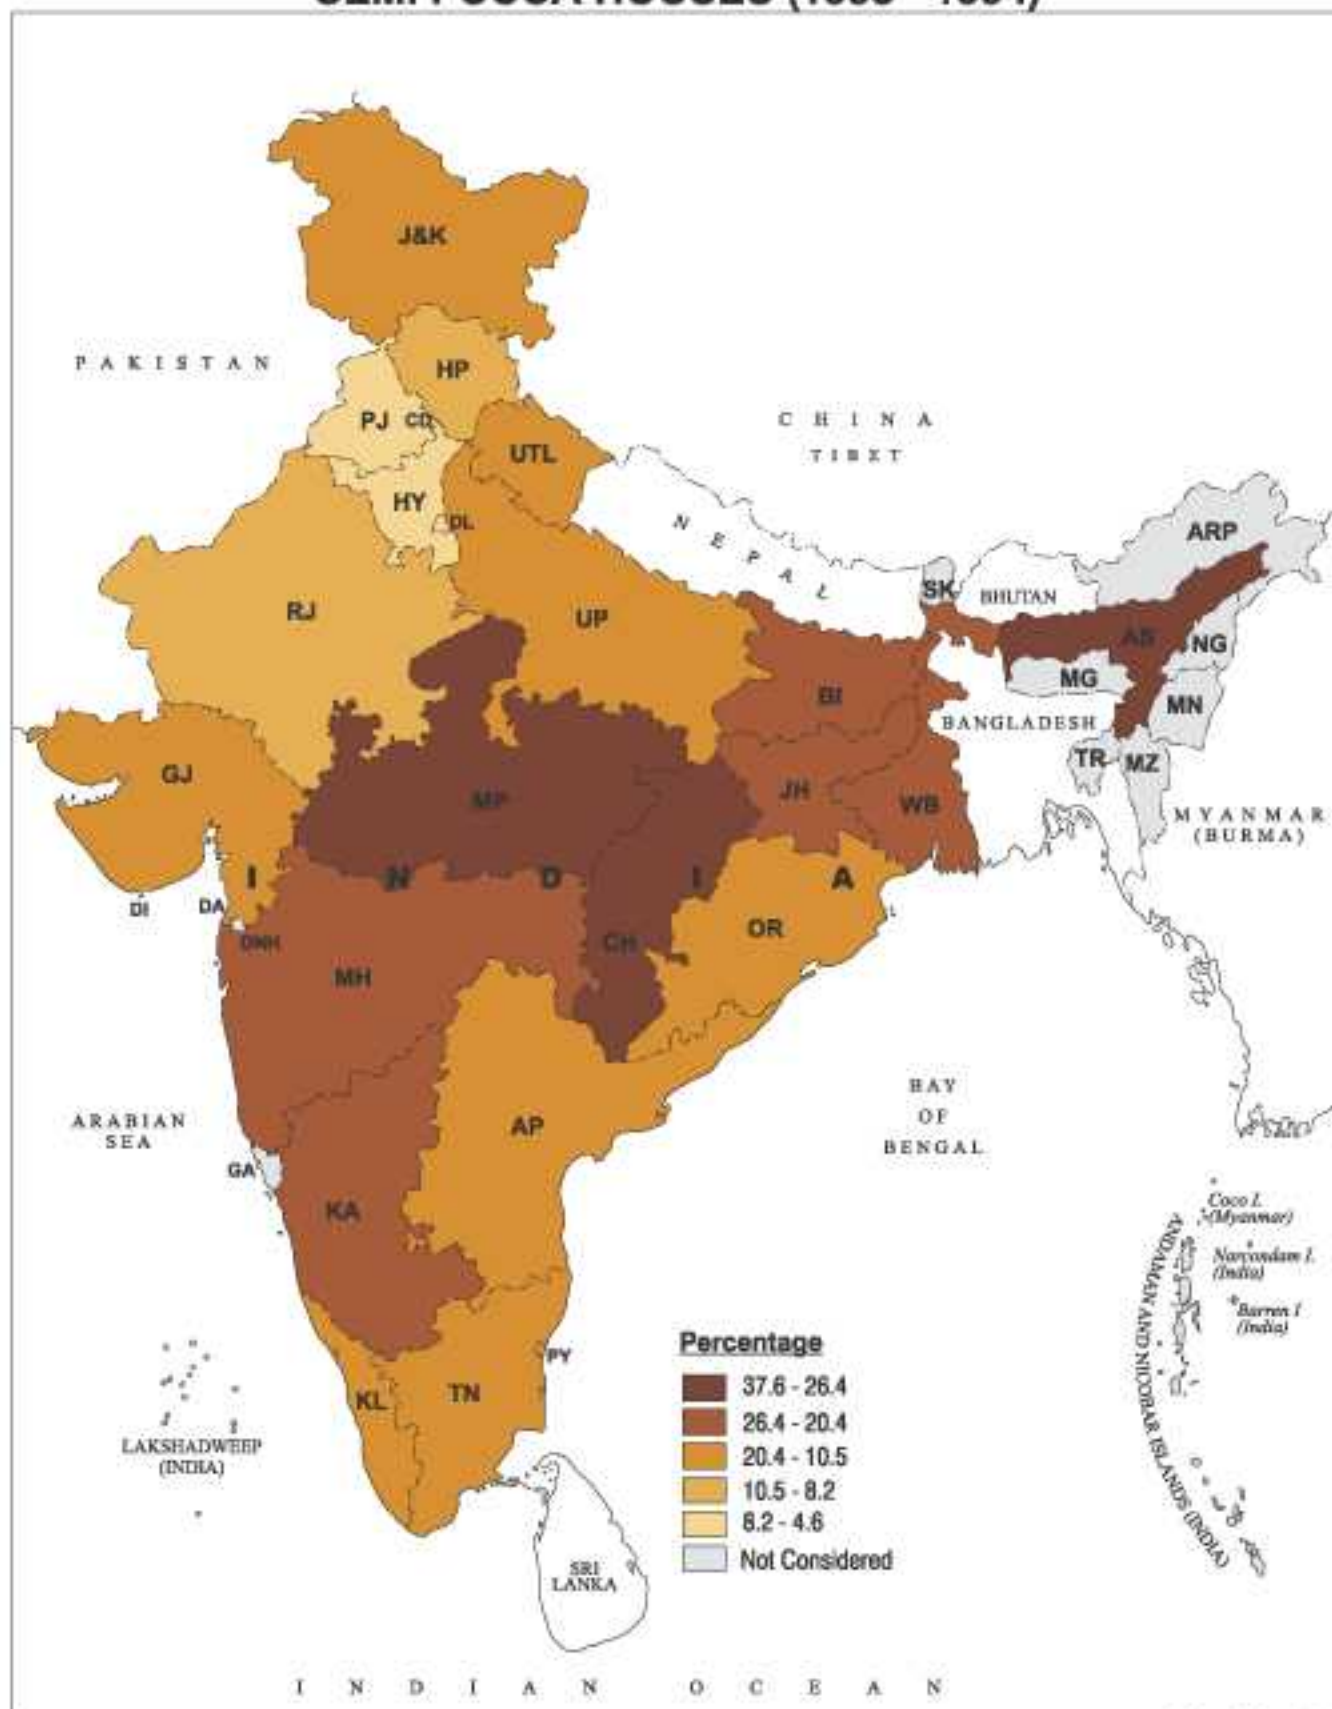 J&K
PAKISTAN
HP
PJ
CD
CHINA
TIBET
UTL
HY
DL
NEPAL
ARP
SK
BHUTAN
RJ
UP
AS
NG
MG
MN
BI
BANGLADESH
TR
MZ
GJ
MP
JH
WB
MYANMAR
(BURMA)
I N D I A
DI
DA
DNH
CH
OR
MH
ARABIAN
SEA
AP
BAY
OF
BENGAL
GA
KA
Coco I.
(Myanmar)
Narcondam I.
(India)
Barren I
(India)
ANDAMAN AND NICOBAR ISLANDS (INDIA)
PY
KL
TN
LAKSHADWEEP
(INDIA)
Percentage
37.6 - 26.4
26.4 - 20.4
20.4 - 10.5
10.5 - 8.2
8.2 - 4.6
Not Considered
SRI
LANKA
INDIAN OCEAN